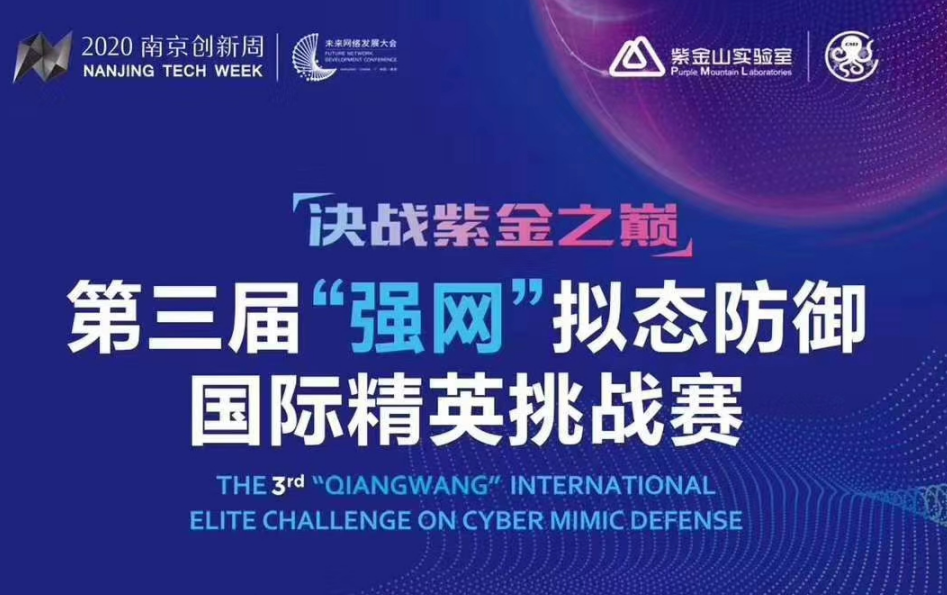 2020 南京创新周
NANJING TECH WEEK
未来网络发展大会
FUTURE NETWORK
DEVELOPMENT CONFERENCE
紫金山实验室
Purple Mountain Laboratories
决战紫金之巅
第三届“强网”拟态防御
国际精英挑战赛
THE 3rd “QIANGWANG” INTERNATIONAL
ELITE CHALLENGE ON CYBER MIMIC DEFENSE